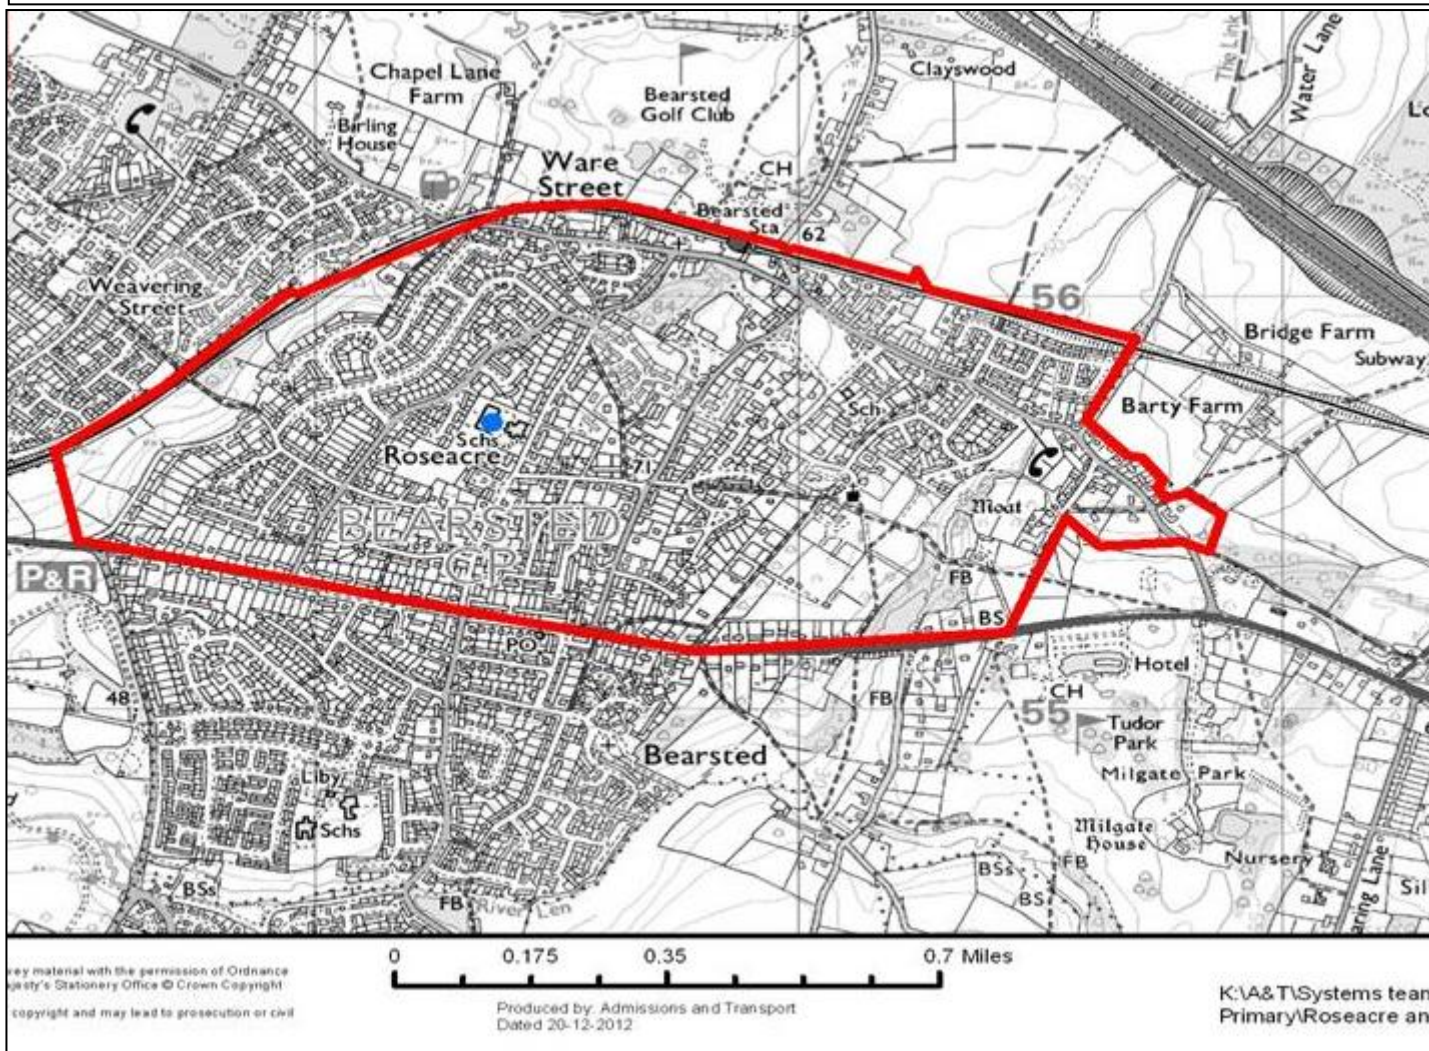 Chapel Lane
Farm
Clayswood
The Link
Water Lane
Bearsted
Golf Club
Birling
House
Ware
Street
CH
Bearsted
Sta
62
Weavering
Street
56
Bridge Farm
Subway
Barty Farm
Sch
Schs
Roseacre
71
Moat
BEARSTED
CP
P&R
FB
BS
PO
Hotel
48
FB
CH
55
Tudor
Park
Bearsted
Milgate Park
Liby
Schs
Milgate
House
Nursery
BSs
FB
BSs
FB
BS
River Len
aring Lane
Sil
0
0.175
0.35
0.7 Miles
rey material with the permission of Ordnance
jesty's Stationery Office © Crown Copyright
copyright and may lead to prosecution or civil
Produced by: Admissions and Transport
Dated 20-12-2012
K:\A&T\Systems tean
Primary\Roseacre an